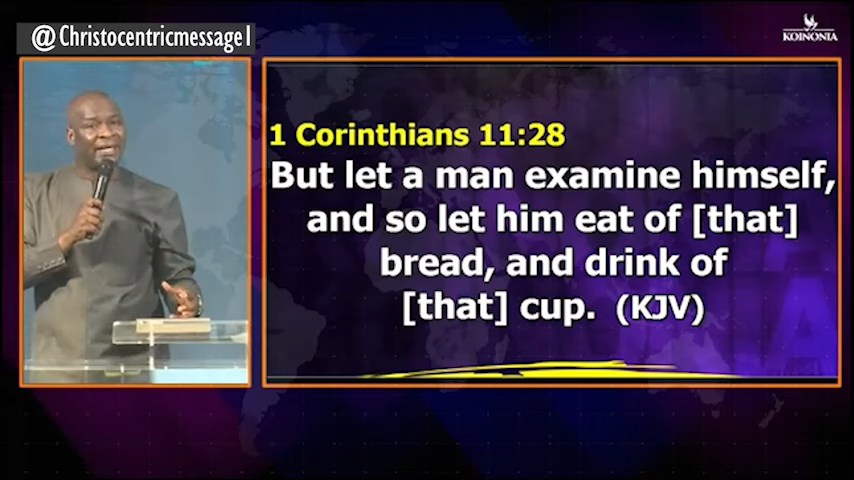 @Christocentricmessage1
KOINONIA
1 Corinthians 11:28
But let a man examine himself,
and so let him eat of [that]
bread, and drink of
[that] cup. (KJV)